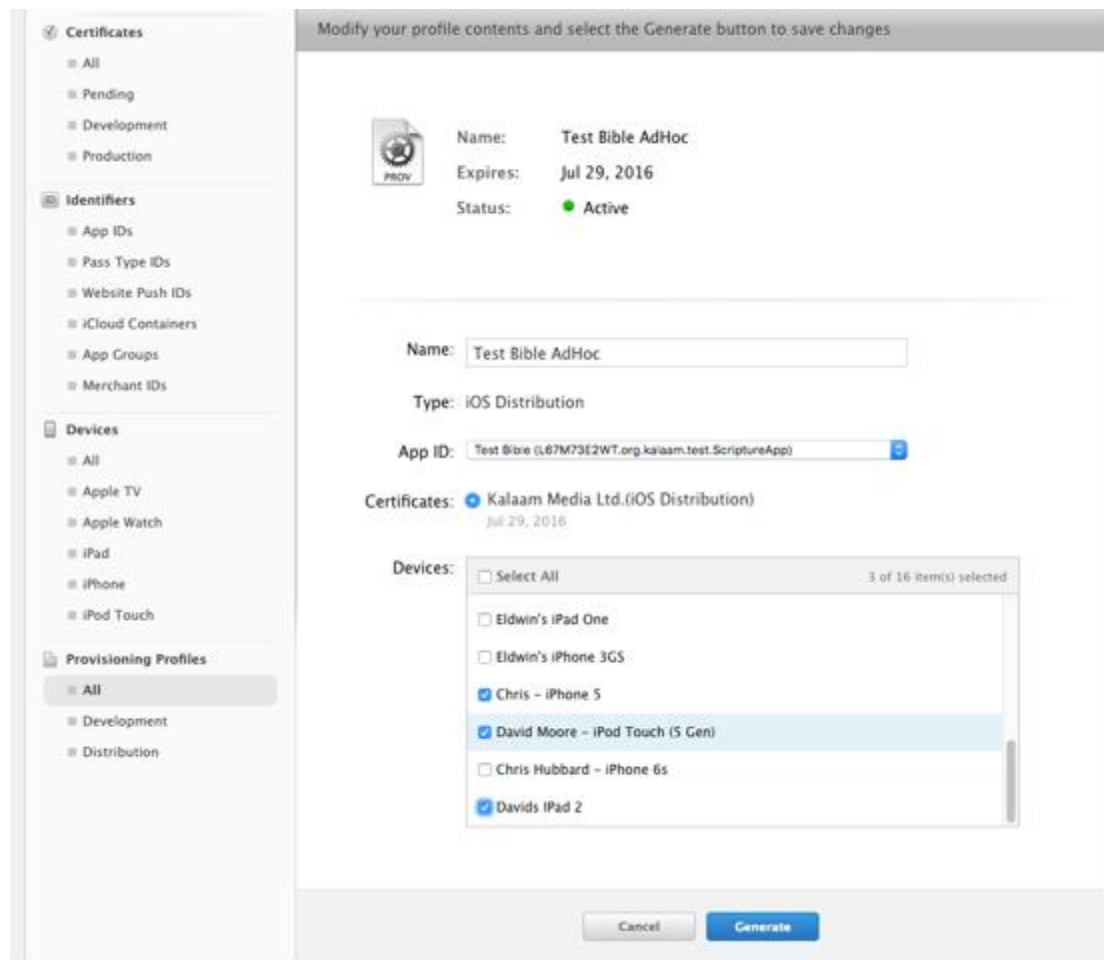 Certificates
All
Pending
Development
Production
Identifiers
App IDs
Pass Type IDs
Website Push IDs
iCloud Containers
App Groups
Merchant IDs
Devices
All
Apple TV
Apple Watch
iPad
iPhone
iPod Touch
Provisioning Profiles
All
Development
Distribution
Modify your profile contents and select the Generate button to save changes
PROV
Name: Test Bible AdHoc
Expires: Jul 29, 2016
Status: Active
Name: Test Bible AdHoc
Type: iOS Distribution
App ID: Test Bible (L67M73E2WT.org.kalaam.test.ScriptureApp)
Certificates: Kalaam Media Ltd.(iOS Distribution)
Jul 29, 2016
Devices: Select All 3 of 16 item(s) selected
Eldwin's iPad One
Eldwin's iPhone 3GS
Chris - iPhone 5
David Moore - iPod Touch (5 Gen)
Chris Hubbard - iPhone 6s
Davids IPad 2
Cancel Generate